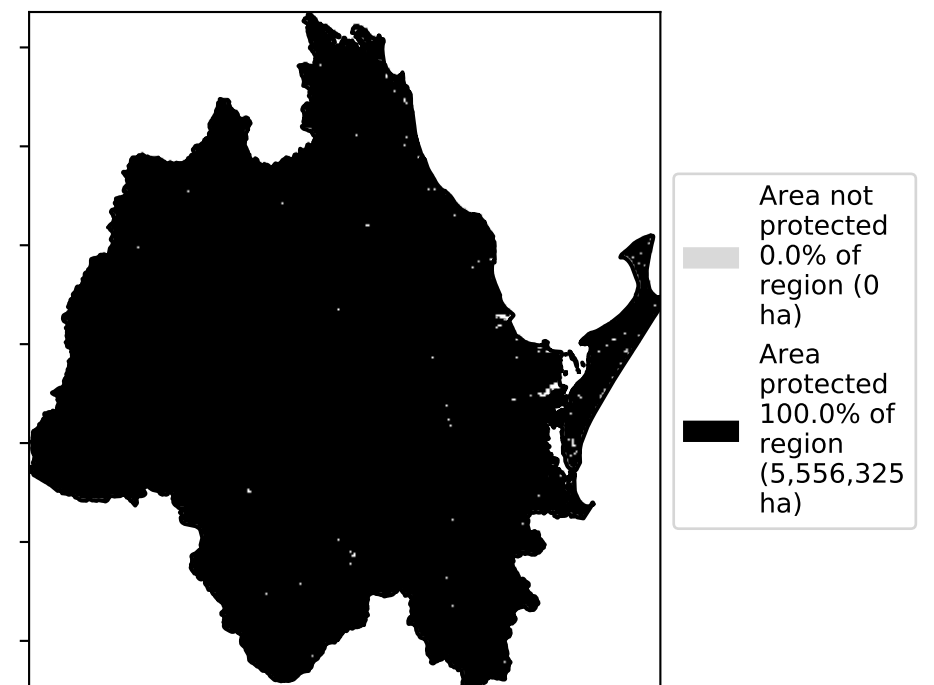 Area not
protected
0.0% of
region (0
ha)
Area
protected
100.0% of
region
(5,556,325
ha)